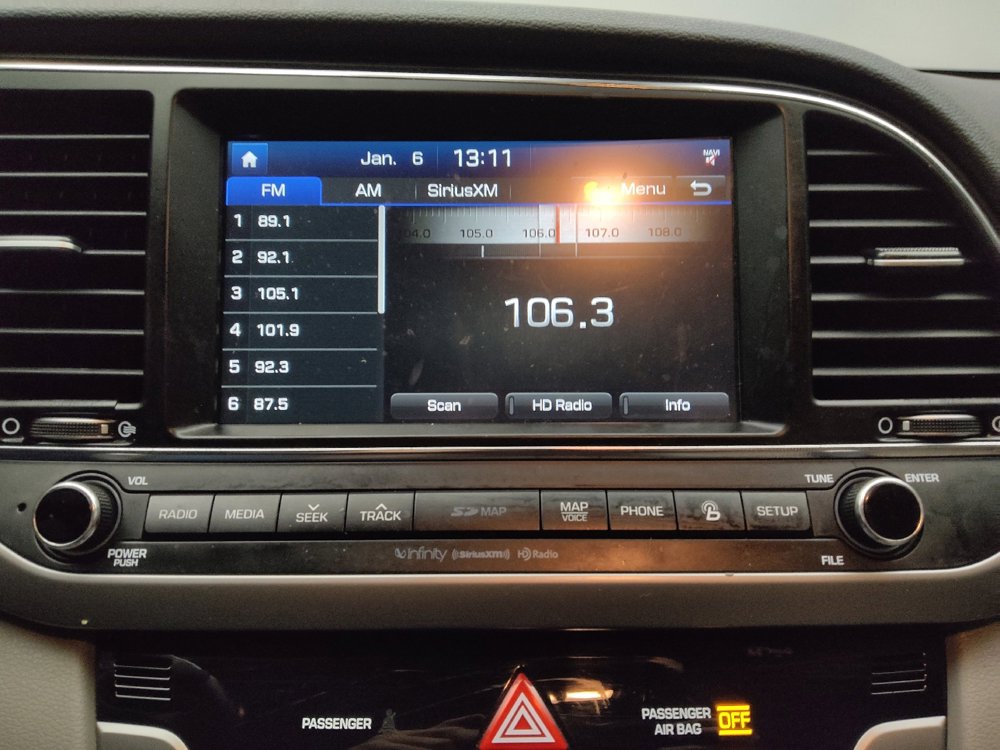 Jan. 6 13:11 NAVI
FM AM SiriusXM Menu
1 89.1
2 92.1
3 105.1
4 101.9
5 92.3
6 87.5
104.0 105.0 106.0 107.0 108.0
106.3
Scan HD Radio Info
VOL
POWER
PUSH
RADIO MEDIA SEEK TRACK SD MAP MAP VOICE PHONE SETUP
TUNE ENTER
FILE
infinity ((SiriusXM)) HD Radio
PASSENGER
PASSENGER
AIR BAG OFF